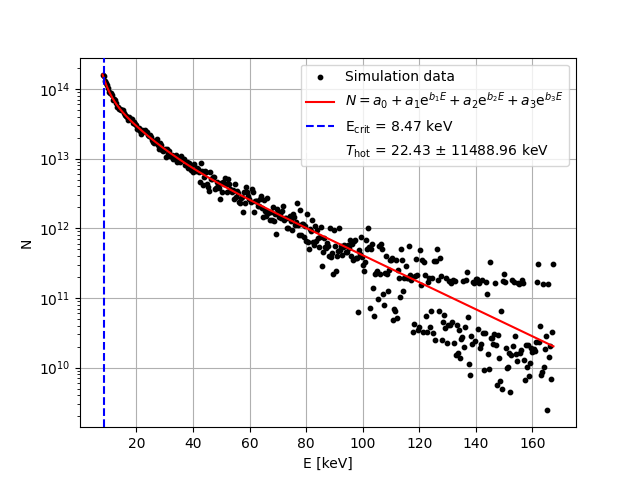 Simulation data
N = a₀ + a₁e^{b₁E} + a₂e^{b₂E} + a₃e^{b₃E}
E_crit = 8.47 keV
T_hot = 22.43 ± 11488.96 keV
10¹⁴
10¹³
10¹²
10¹¹
10¹⁰
N
20 40 60 80 100 120 140 160
E [keV]